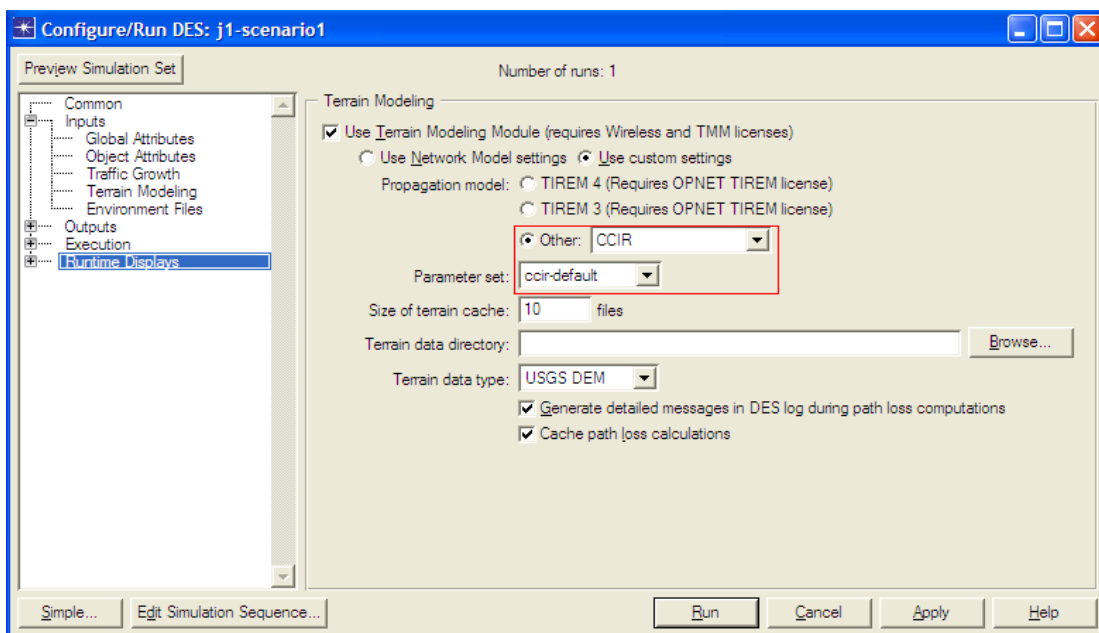 Configure/Run DES: j1-scenario1
Preview Simulation Set
Number of runs: 1
Common
Inputs
Global Attributes
Object Attributes
Traffic Growth
Terrain Modeling
Environment Files
Outputs
Execution
Runtime Displays
Terrain Modeling
Use Terrain Modeling Module (requires Wireless and TMM licenses)
Use Network Model settings Use custom settings
Propagation model: TIREM 4 (Requires OPNET TIREM license)
TIREM 3 (Requires OPNET TIREM license)
Other: CCIR
Parameter set: ccir-default
Size of terrain cache: 10 files
Terrain data directory: Browse...
Terrain data type: USGS DEM
Generate detailed messages in DES log during path loss computations
Cache path loss calculations
Simple... Edit Simulation Sequence... Run Cancel Apply Help